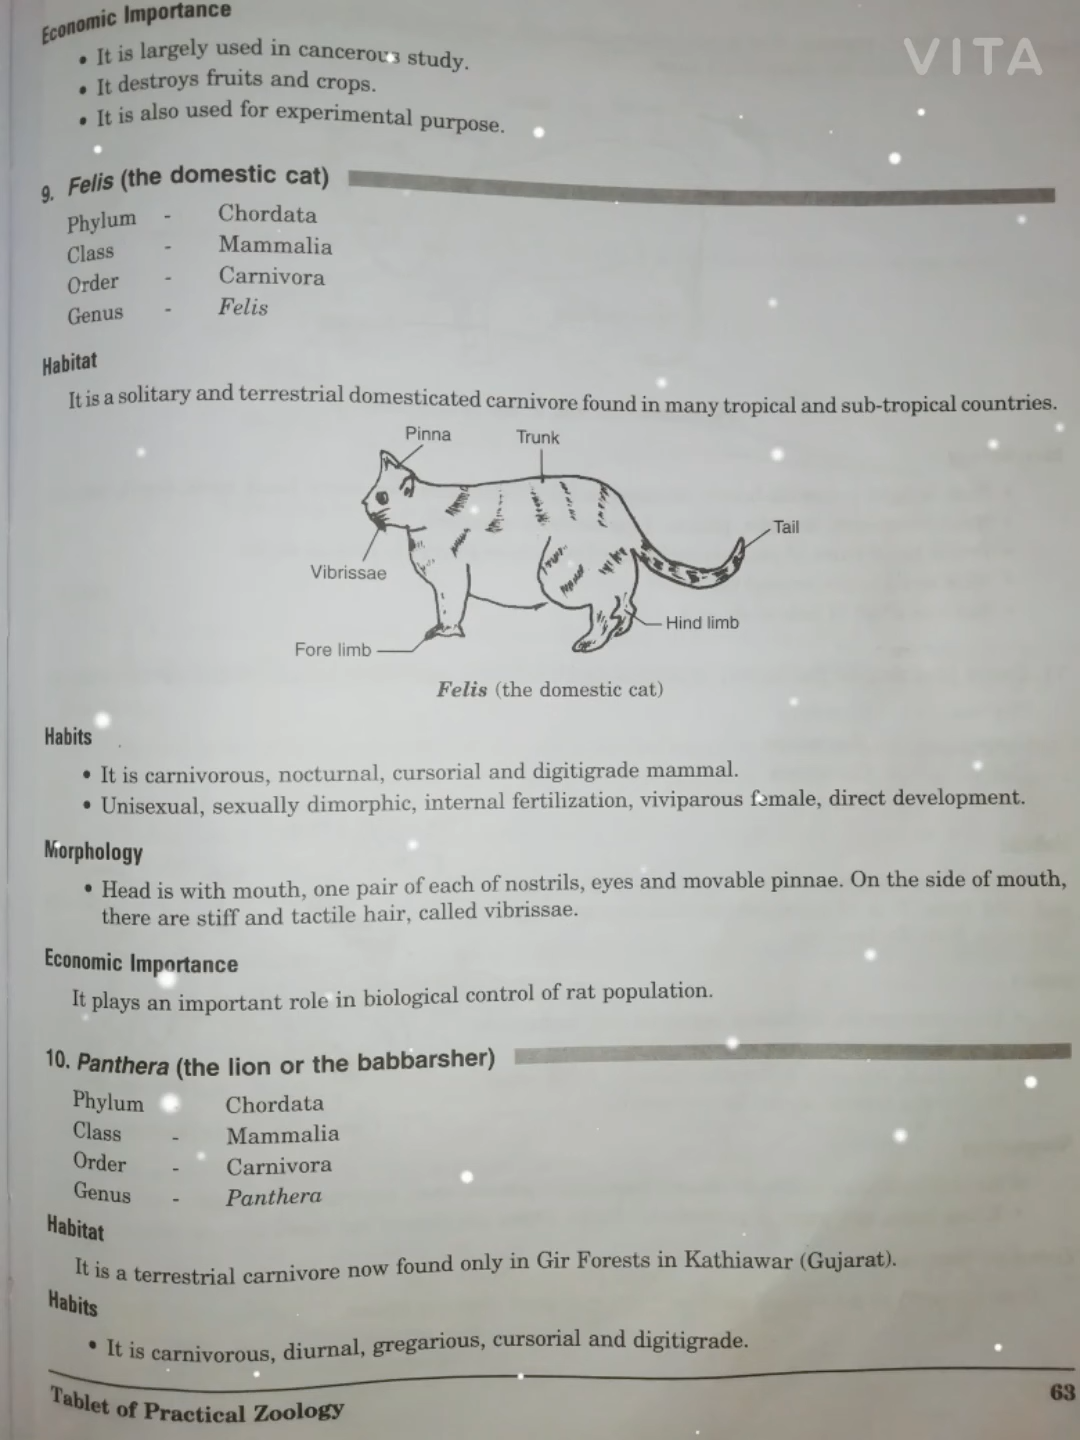 Economic Importance
VITA
• It is largely used in cancerous study.
• It destroys fruits and crops.
• It is also used for experimental purpose.
9. Felis (the domestic cat)
Phylum - Chordata
Class - Mammalia
Order - Carnivora
Genus - Felis
Habitat
It is a solitary and terrestrial domesticated carnivore found in many tropical and sub-tropical countries.
Pinna
Trunk
Tail
Vibrissae
Hind limb
Fore limb
Felis (the domestic cat)
Habits
• It is carnivorous, nocturnal, cursorial and digitigrade mammal.
• Unisexual, sexually dimorphic, internal fertilization, viviparous female, direct development.
Morphology
• Head is with mouth, one pair of each of nostrils, eyes and movable pinnae. On the side of mouth,
there are stiff and tactile hair, called vibrissae.
Economic Importance
It plays an important role in biological control of rat population.
10. Panthera (the lion or the babbarsher)
Phylum Chordata
Class - Mammalia
Order - Carnivora
Genus - Panthera
Habitat
It is a terrestrial carnivore now found only in Gir Forests in Kathiawar (Gujarat).
Habits
• It is carnivorous, diurnal, gregarious, cursorial and digitigrade.
Tablet of Practical Zoology
63